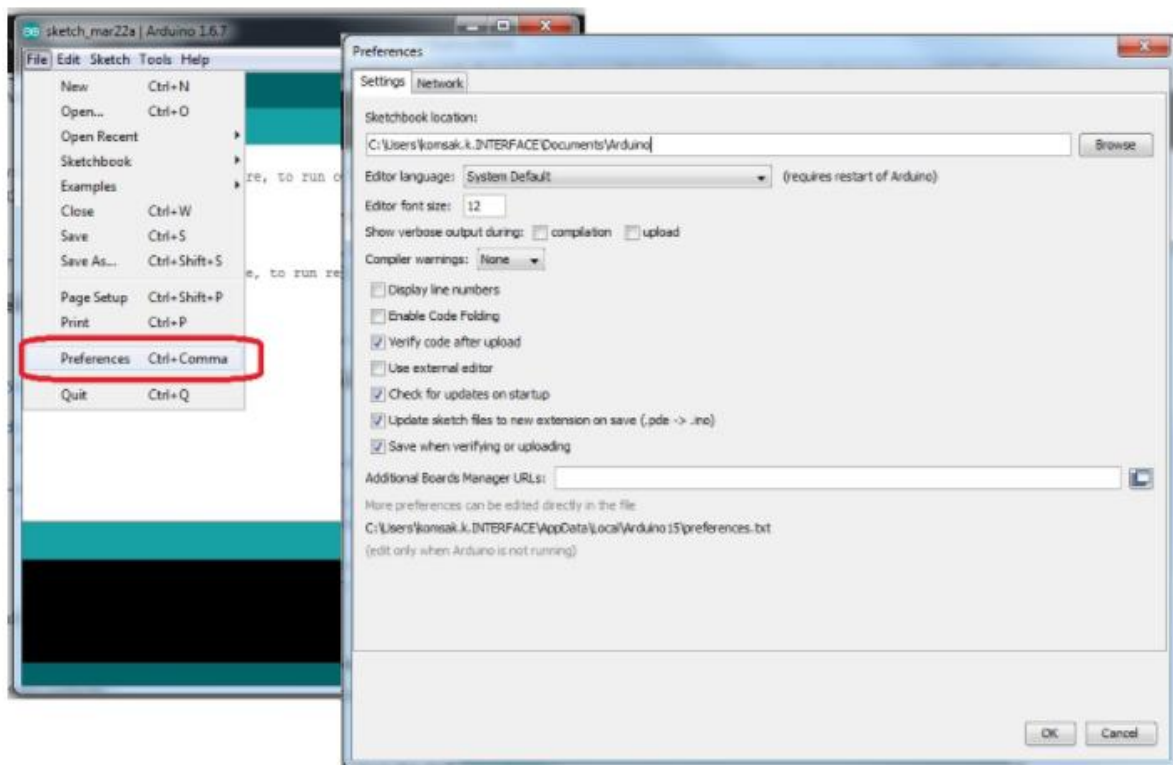 sketch_mar22a | Arduino 1.6.7
File Edit Sketch Tools Help
New Ctrl+N
Open... Ctrl+O
Open Recent
Sketchbook
Examples
Close Ctrl+W
Save Ctrl+S
Save As... Ctrl+Shift+S
Page Setup Ctrl+Shift+P
Print Ctrl+P
Preferences Ctrl+Comma
Quit Ctrl+Q
re, to run
e, to run re
Preferences
Settings Network
Sketchbook location:
C:\Users\komsak.k.INTERFACE\Documents\Arduino Browse
Editor language: System Default (requires restart of Arduino)
Editor font size: 12
Show verbose output during: compilation upload
Compiler warnings: None
Display line numbers
Enable Code Folding
Verify code after upload
Use external editor
Check for updates on startup
Update sketch files to new extension on save (.pde -> .ino)
Save when verifying or uploading
Additional Boards Manager URLs:
More preferences can be edited directly in the file
C:\Users\komsak.k.INTERFACE\AppData\Local\Arduino15\preferences.txt
(edit only when Arduino is not running)
OK Cancel